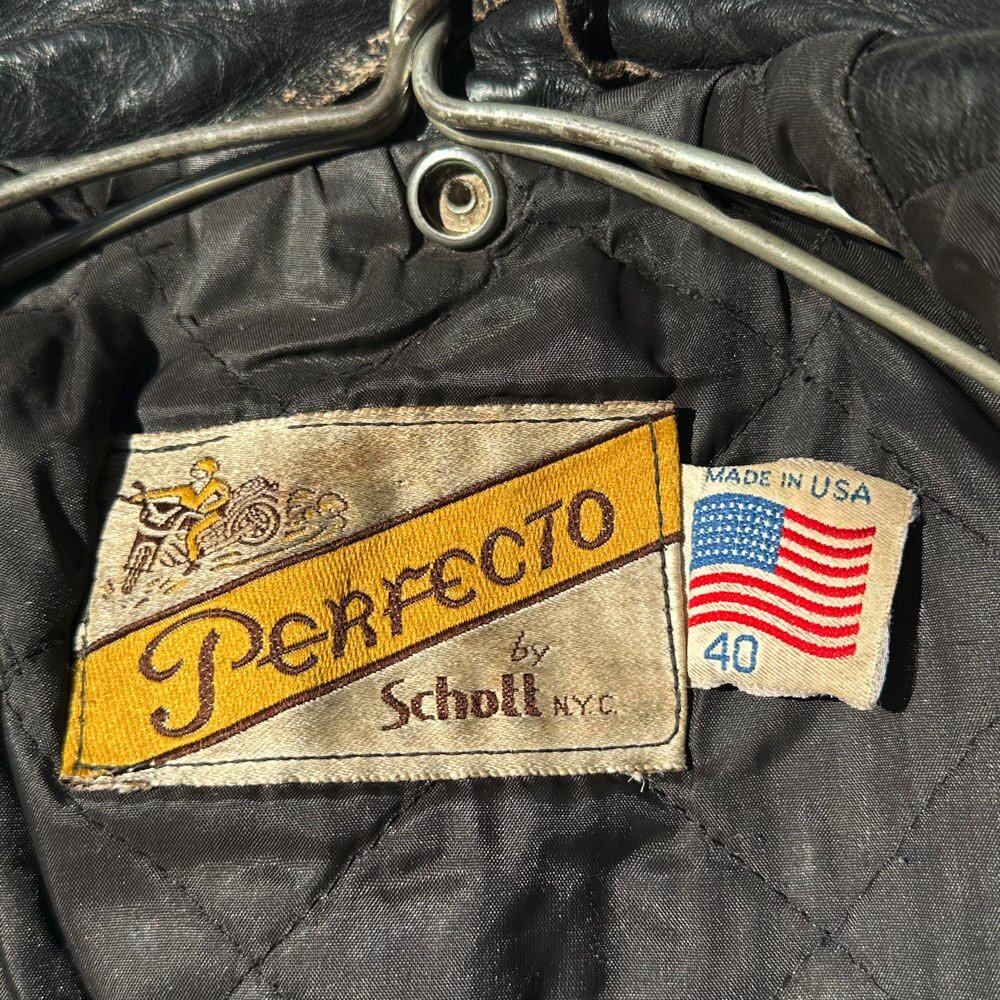 PERFECTO
by
Schott N.Y.C.
MADE IN USA
40